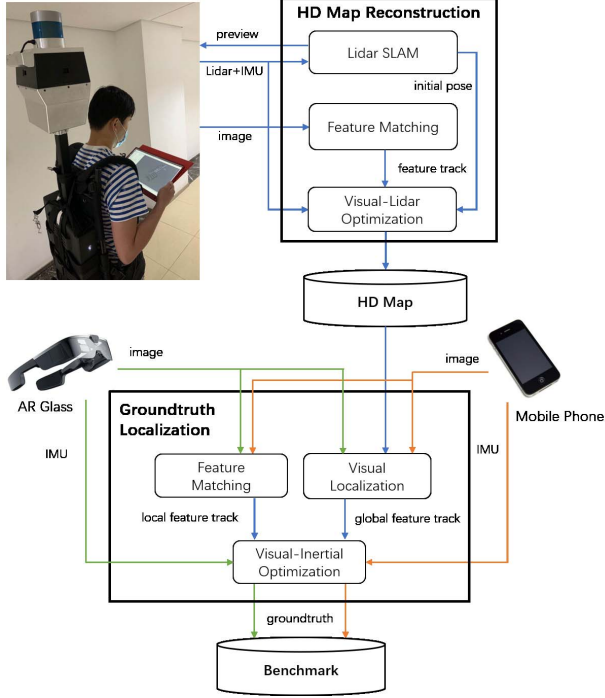 HD Map Reconstruction
preview
Lidar SLAM
Lidar+IMU
initial pose
image
Feature Matching
feature track
Visual-Lidar
Optimization
HD Map
image
image
AR Glass
Mobile Phone
Groundtruth
Localization
IMU
IMU
Feature
Matching
Visual
Localization
local feature track
global feature track
Visual-Inertial
Optimization
groundtruth
Benchmark